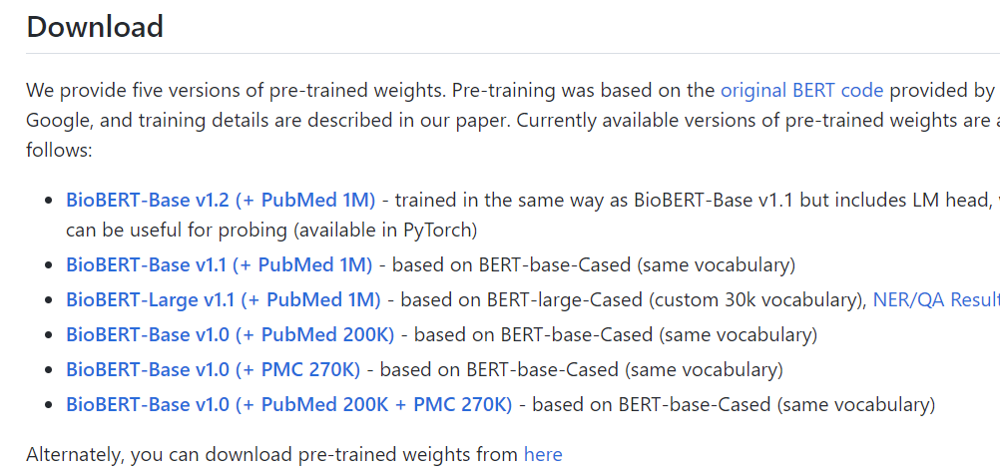 Download
We provide five versions of pre-trained weights. Pre-training was based on the original BERT code provided by
Google, and training details are described in our paper. Currently available versions of pre-trained weights are
follows:
BioBERT-Base v1.2 (+ PubMed 1M) - trained in the same way as BioBERT-Base v1.1 but includes LM head,
can be useful for probing (available in PyTorch)
BioBERT-Base v1.1 (+ PubMed 1M) - based on BERT-base-Cased (same vocabulary)
BioBERT-Large v1.1 (+ PubMed 1M) - based on BERT-large-Cased (custom 30k vocabulary), NER/QA Result
BioBERT-Base v1.0 (+ PubMed 200K) - based on BERT-base-Cased (same vocabulary)
BioBERT-Base v1.0 (+ PMC 270K) - based on BERT-base-Cased (same vocabulary)
BioBERT-Base v1.0 (+ PubMed 200K + PMC 270K) - based on BERT-base-Cased (same vocabulary)
Alternately, you can download pre-trained weights from here